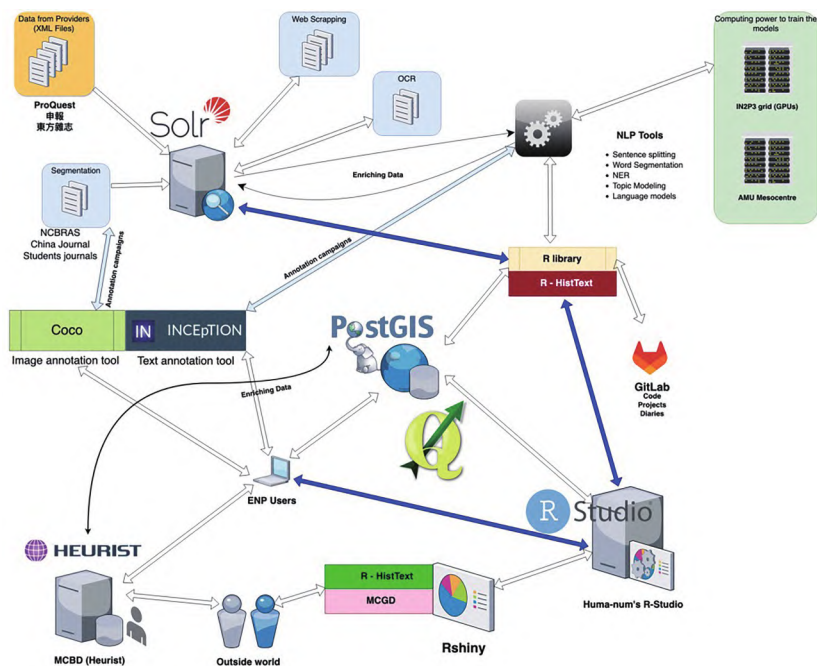 Data from Providers
(XML Files)
ProQuest
申報
東方雜志
Solr
Web Scrapping
OCR
Segmentation
NCBRAS
China Journal
Students journals
Enriching Data
Annotation campaigns
Annotation campaigns
NLP Tools
• Sentence splitting
• Word Segmentation
• NER
• Topic Modeling
• Language models
Computing power to train the
models
IN2P3 grid (GPUs)
AMU Mesocentre
R library
R - HistText
Coco
Image annotation tool
IN
INCEpTION
Text annotation tool
PostGIS
GitLab
Code
Projects
Diaries
Enriching Data
Q
ENP Users
R Studio
Huma-num's R-Studio
HEURIST
MCBD (Heurist)
Outside world
R - HistText
MCGD
Rshiny